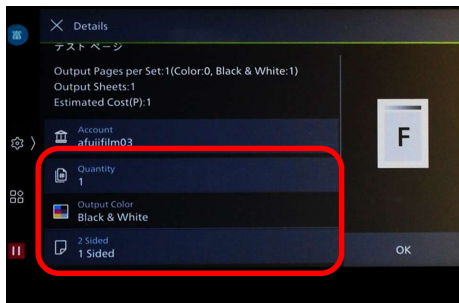 Details
テスト ページ
Output Pages per Set:1(Color:0, Black & White:1)
Output Sheets:1
Estimated Cost(P):1
Account
afujifilm03
Quantity
1
Output Color
Black & White
2 Sided
1 Sided
F
OK